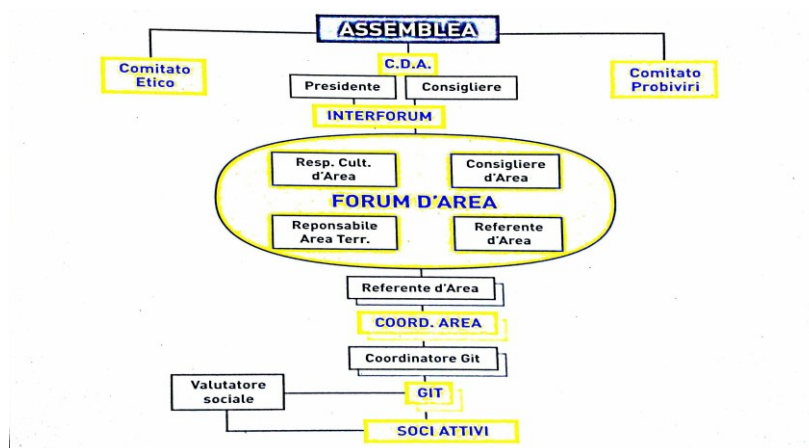 ASSEMBLEA
Comitato
Etico
C.D.A.
Comitato
Probiviri
Presidente
Consigliere
INTERFORUM
Resp. Cult.
d'Area
Consigliere
d'Area
FORUM D'AREA
Reponsabile
Area Terr.
Referente
d'Area
Referente d'Area
COORD. AREA
Coordinatore Git
Valutatore
sociale
GIT
SOCI ATTIVI